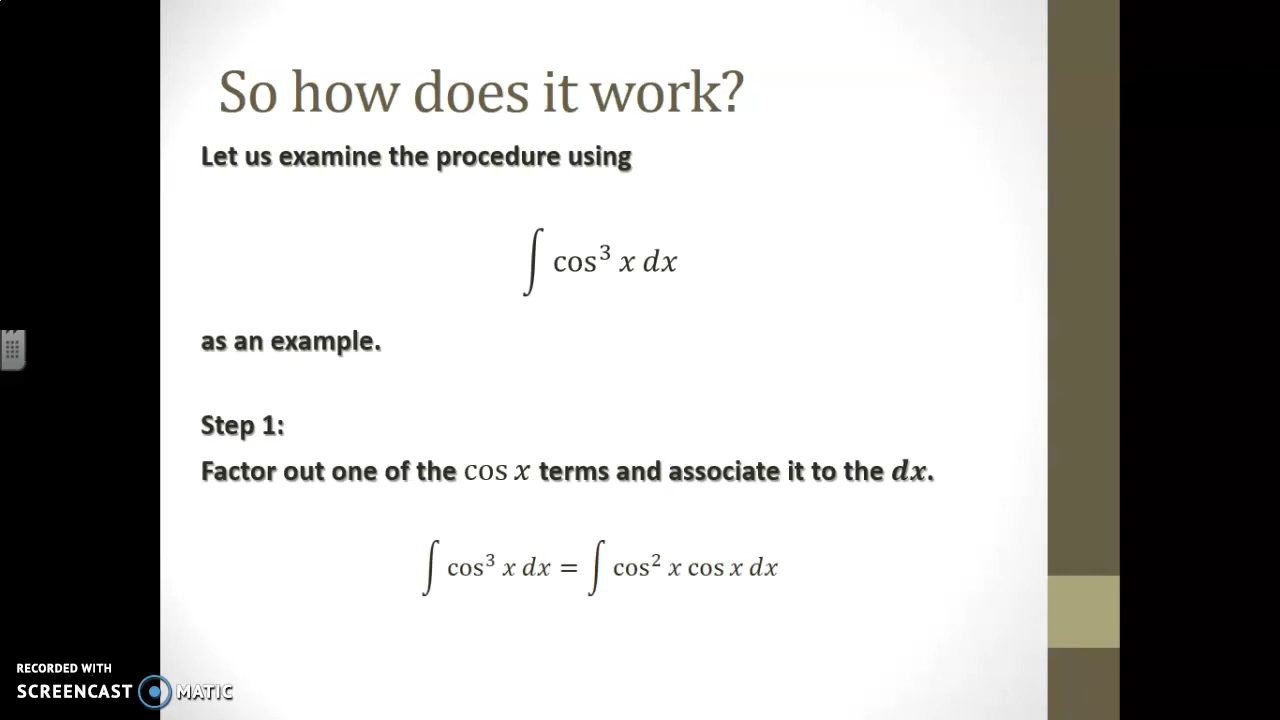 So how does it work?
Let us examine the procedure using
∫ cos³ x dx
as an example.
Step 1:
Factor out one of the cos x terms and associate it to the dx.
∫ cos³ x dx = ∫ cos² x cos x dx
RECORDED WITH
SCREENCAST MATIC